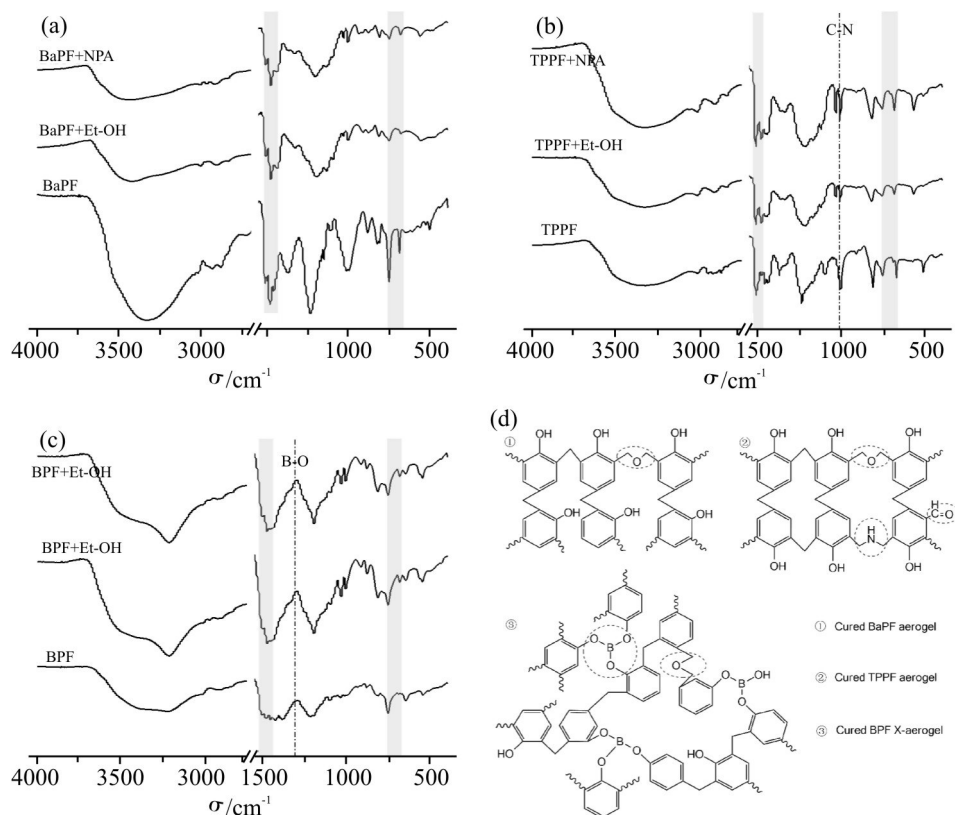 (a)
BaPF+NPA
BaPF+Et-OH
BaPF
4000
3000
1000
500
σ/cm-1
(b)
C-N
TPPF+NPA
TPPF+Et-OH
TPPF
4000
3000
1500
1000
500
σ/cm-1
(c)
B-O
BPF+Et-OH
BPF+Et-OH
BPF
4000
3000
1500
1000
500
σ/cm-1
(d)
①
OH
OH
OH
O
OH
OH
OH
②
OH
OH
OH
O
H
C=O
H
N
OH
OH
OH
③
O
O
B
O
O
O
B
OH
O
O
O
B
O
O
HO
OH
① Cured BaPF aerogel
② Cured TPPF aerogel
③ Cured BPF X-aerogel